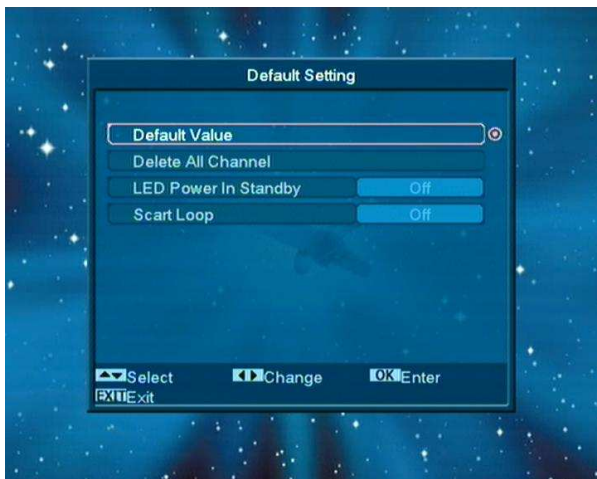 Default Setting
Default Value
Delete All Channel
LED Power In Standby Off
Scart Loop Off
Select Change OK Enter
EXIT Exit